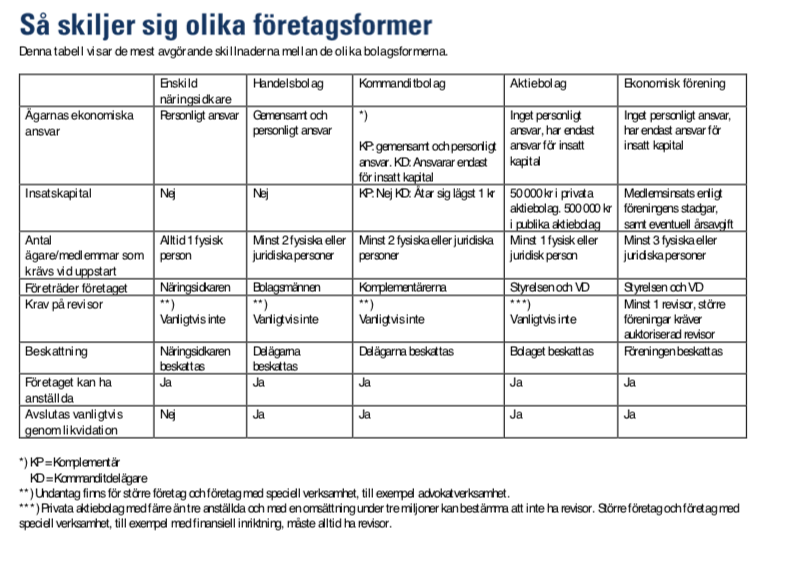 Så skiljer sig olika företagsformer
Denna tabell visar de mest avgörande skillnaderna mellan de olika bolagsformerna.
Enskild näringsidkare Handelsbolag Kommanditbolag Aktiebolag Ekonomisk förening
Ägarnas ekonomiska ansvar
Personligt ansvar
Gemensamt och personligt ansvar
*)
KP: gemensamt och personligt ansvar. KD: Ansvarar endast för insatt kapital
Inget personligt ansvar, har endast ansvar för insatt kapital
Inget personligt ansvar, har endast ansvar för insatt kapital
Insatskapital
Nej
Nej
KP: Nej KD: Åtar sig lägst 1 kr
50 000 kr i privata aktiebolag. 500 000 kr i publika aktiebolag
Medlemsinsats enligt föreningens stadgar, samt eventuell årsavgift
Antal ägare/medlemmar som krävs vid uppstart
Alltid 1 fysisk person
Minst 2 fysiska eller juridiska personer
Minst 2 fysiska eller juridiska personer
Minst 1 fysisk eller juridisk person
Minst 3 fysiska eller juridiska personer
Företräder företaget
Näringsidkaren
Bolagsmännen
Komplementärerna
Styrelsen och VD
Styrelsen och VD
Krav på revisor
**)
Vanligtvis inte
**)
Vanligtvis inte
**)
Vanligtvis inte
***)
Vanligtvis inte
Minst 1 revisor, större föreningar kräver auktoriserad revisor
Beskattning
Näringsidkaren beskattas
Delägarna beskattas
Delägarna beskattas
Bolaget beskattas
Föreningen beskattas
Företaget kan ha anställda
Ja
Ja
Ja
Ja
Ja
Avslutas vanligtvis genom likvidation
Nej
Ja
Ja
Ja
Ja
*) KP=Komplementär
KD=Kommanditdelägare
**) Undantag finns för större företag och företag med speciell verksamhet, till exempel advokatverksamhet.
***) Privata aktiebolag med färre än tre anställda och med en omsättning under tre miljoner kan bestämma att inte ha revisor. Större företag och företag med
speciell verksamhet, till exempel med finansiell inriktning, måste alltid ha revisor.